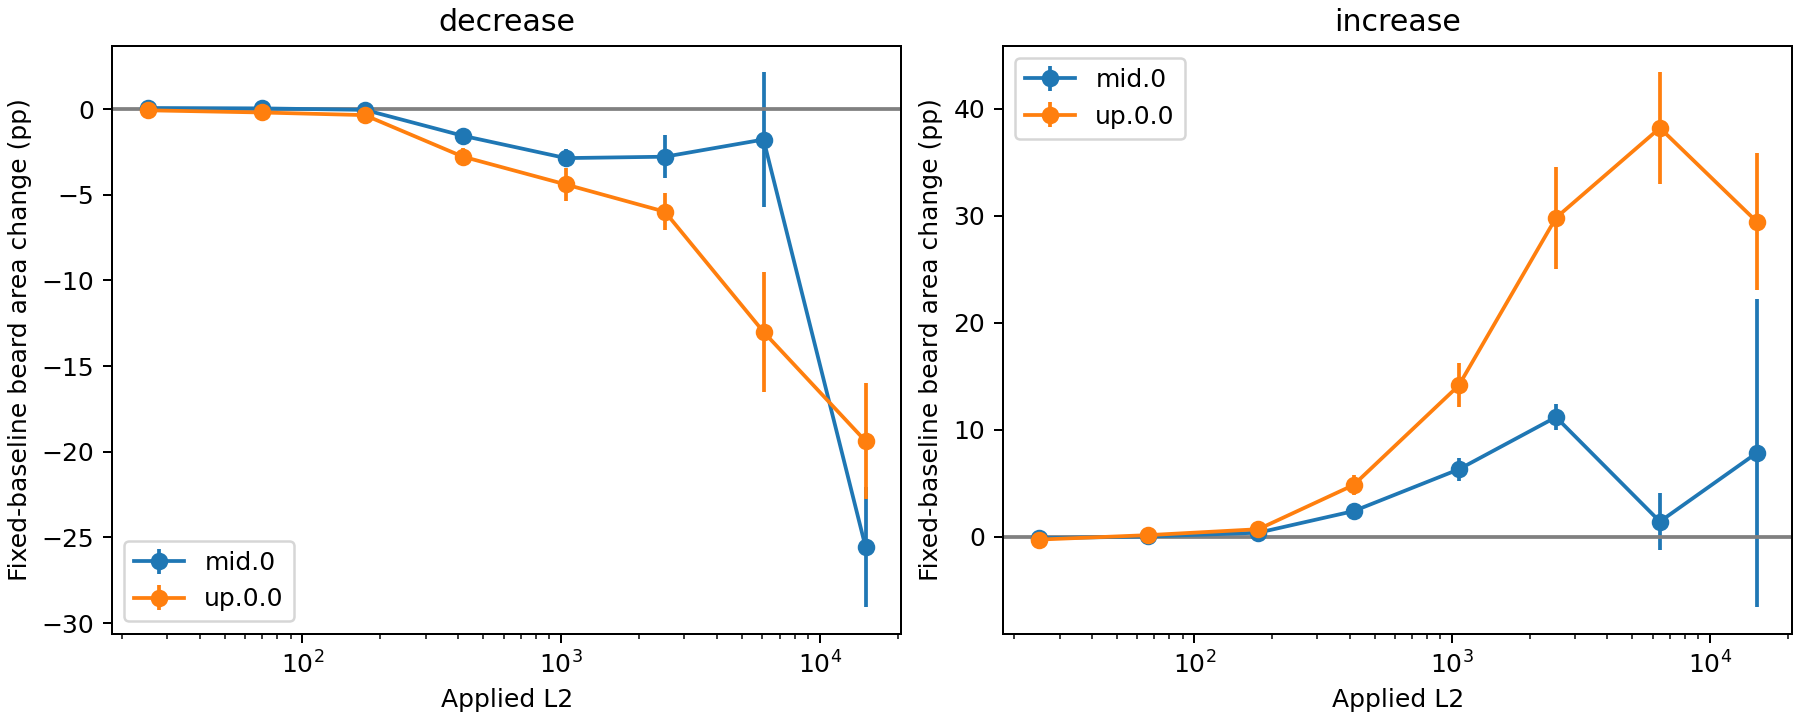 decrease
Fixed-baseline beard area change (pp)
0
−5
−10
−15
−20
−25
−30
mid.0
up.0.0
10² 10³ 10⁴
Applied L2
increase
Fixed-baseline beard area change (pp)
mid.0
up.0.0
40
30
20
10
0
10² 10³ 10⁴
Applied L2